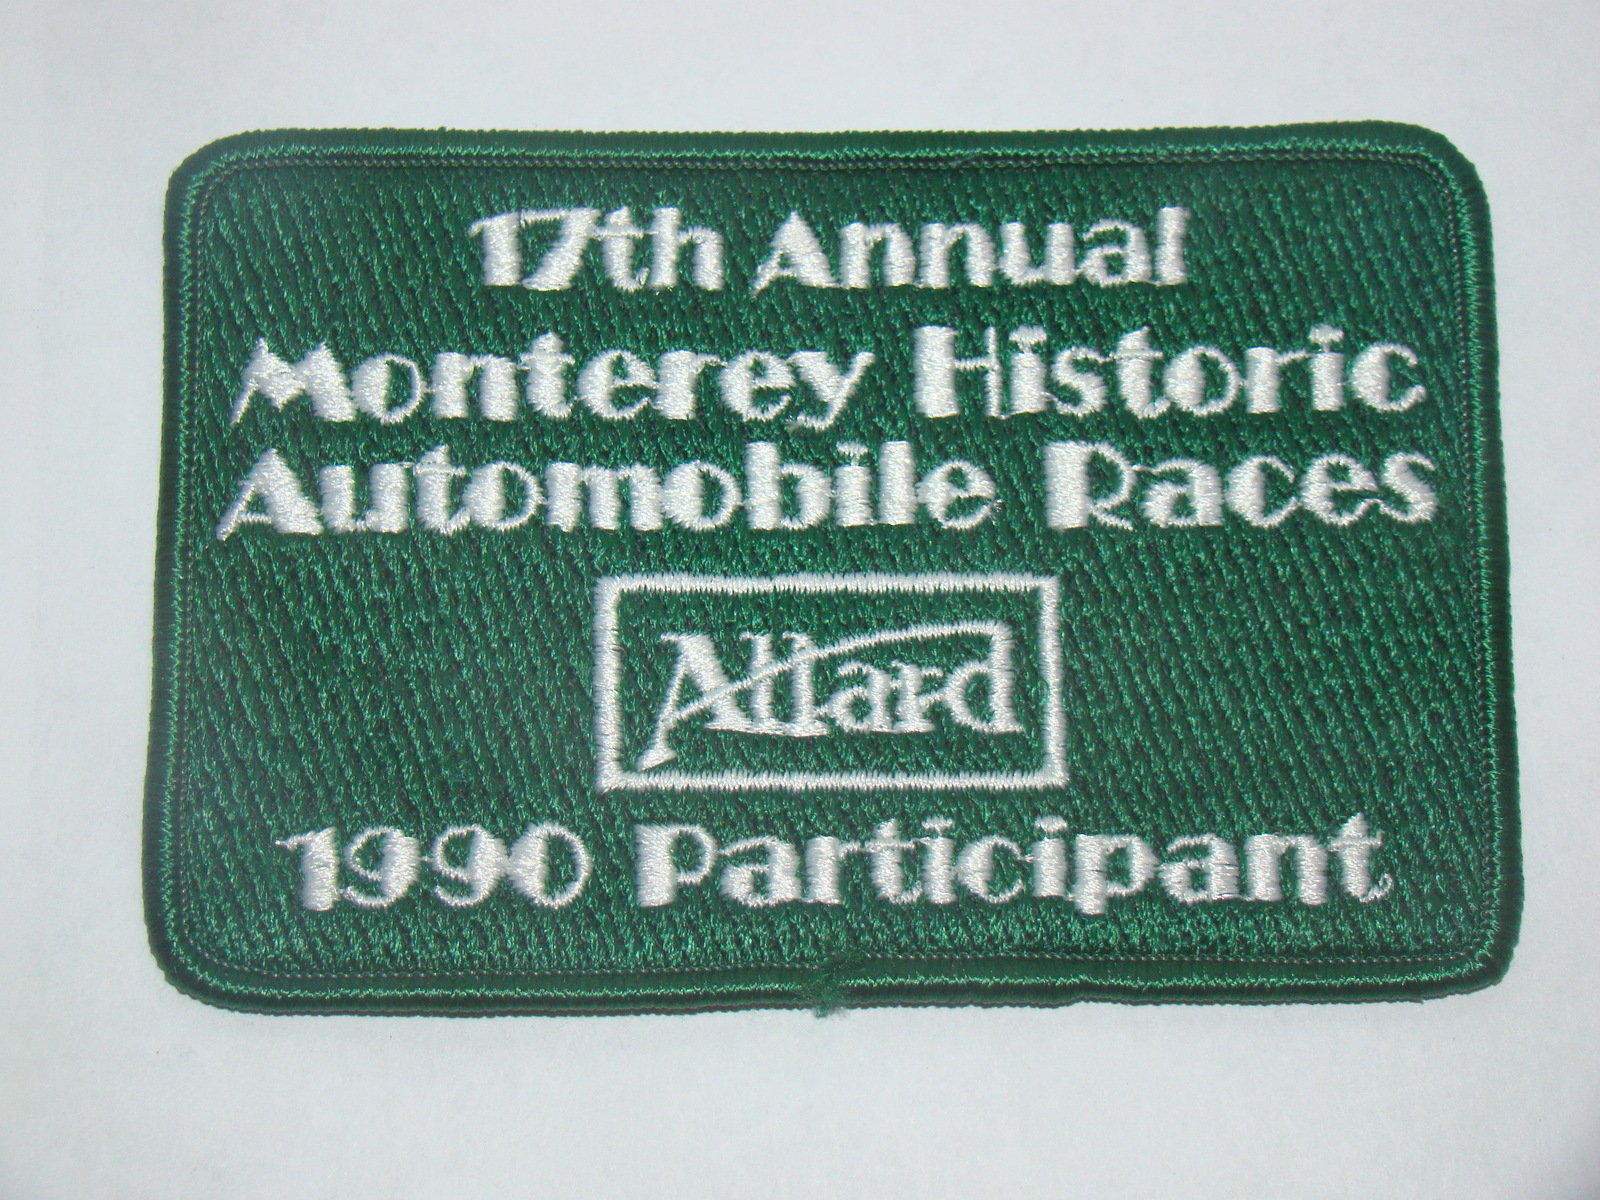 17th Annual
Monterey Historic
Automobile Races
Allard
1990 Participant